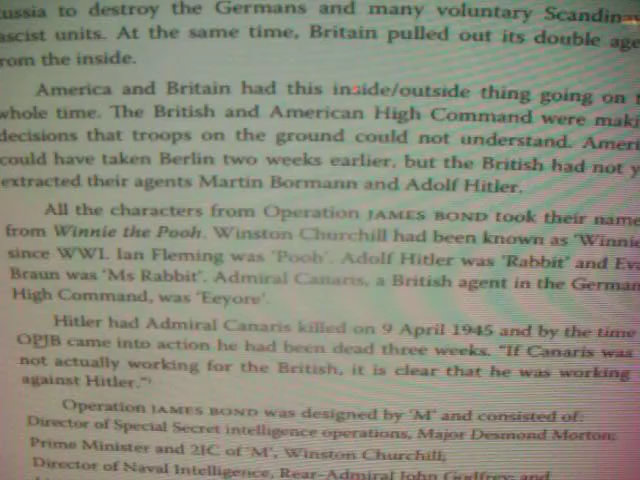 ussia to destroy the Germans and many voluntary Scandina
ascist units. At the same time, Britain pulled out its double age
rom the inside.
America and Britain had this inside/outside thing going on t
whole time. The British and American High Command were maki
decisions that troops on the ground could not understand. Ameri
could have taken Berlin two weeks earlier, but the British had not y
extracted their agents Martin Bormann and Adolf Hitler.
All the characters from Operation JAMES BOND took their name
from Winnie the Pooh. Winston Churchill had been known as 'Winnie
since WWI. Ian Fleming was 'Pooh'. Adolf Hitler was 'Rabbit' and Eva
Braun was 'Ms Rabbit'. Admiral Canaris, a British agent in the German
High Command, was 'Eeyore'.
Hitler had Admiral Canaris killed on 9 April 1945 and by the time
OPJB came into action he had been dead three weeks. "If Canaris was
not actually working for the British, it is clear that he was working
against Hitler."
Operation JAMES BOND was designed by 'M' and consisted of:
Director of Special Secret intelligence operations, Major Desmond Morton;
Prime Minister and 2IC of 'M', Winston Churchill;
Director of Naval Intelligence, Rear-Admiral John Godfrey; and